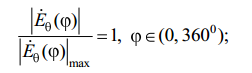 |Ė_θ(φ)| / |Ė_θ(φ)|_max = 1, φ ∈ (0, 360⁰);